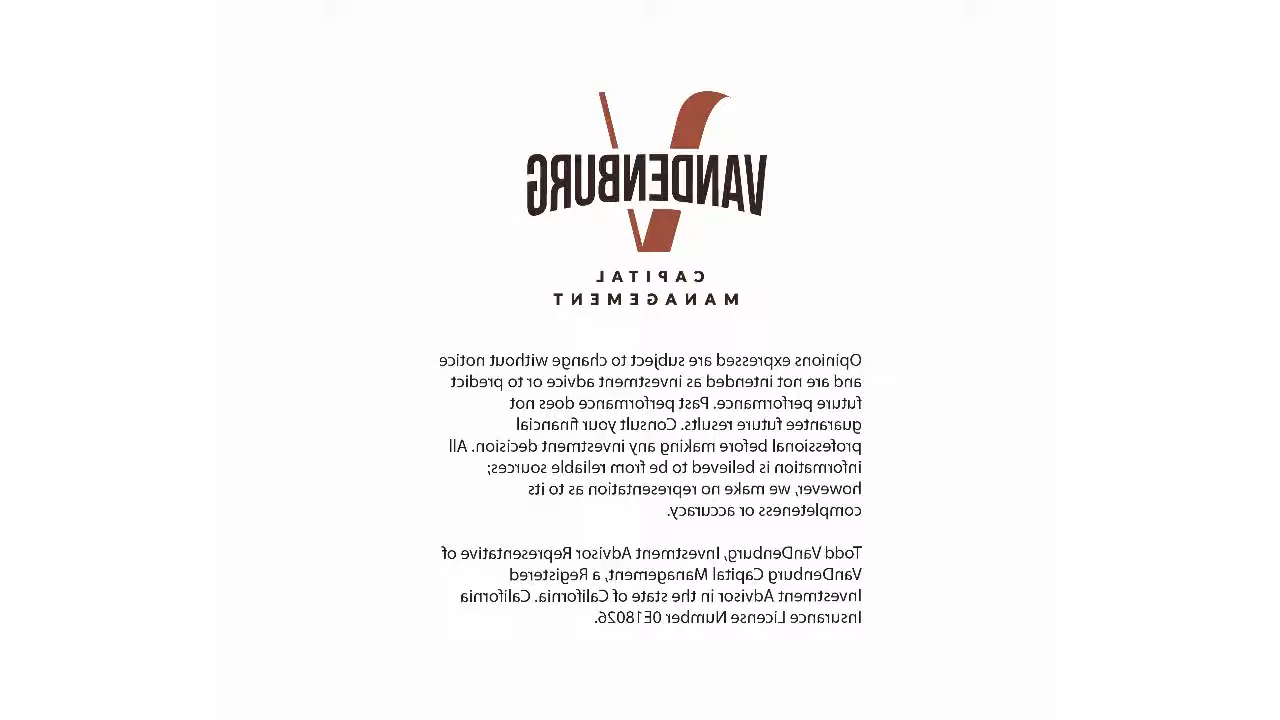 VANDENBURG
CAPITAL
MANAGEMENT
Opinions expressed are subject to change without notice
and are not intended as investment advice or to predict
future performance. Past performance does not
guarantee future results. Consult your financial
professional before making any investment decision. All
information is believed to be from reliable sources;
however, we make no representation as to its
completeness or accuracy.
Todd VanDenburg, Investment Advisor Representative of
VanDenburg Capital Management, a Registered
Investment Advisor in the state of California. California
Insurance License Number 0E18026.